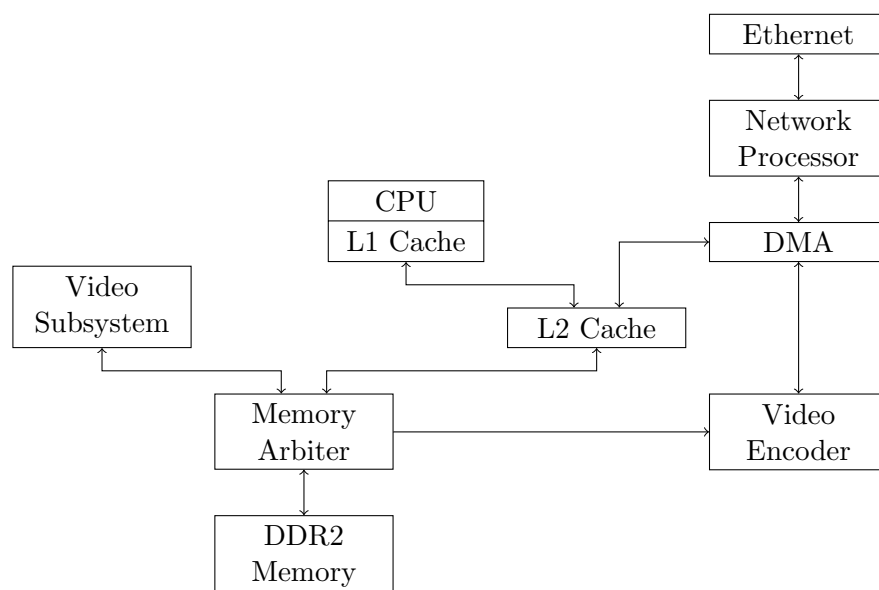 Ethernet
Network
Processor
CPU
L1 Cache
DMA
Video
Subsystem
L2 Cache
Memory
Arbiter
Video
Encoder
DDR2
Memory